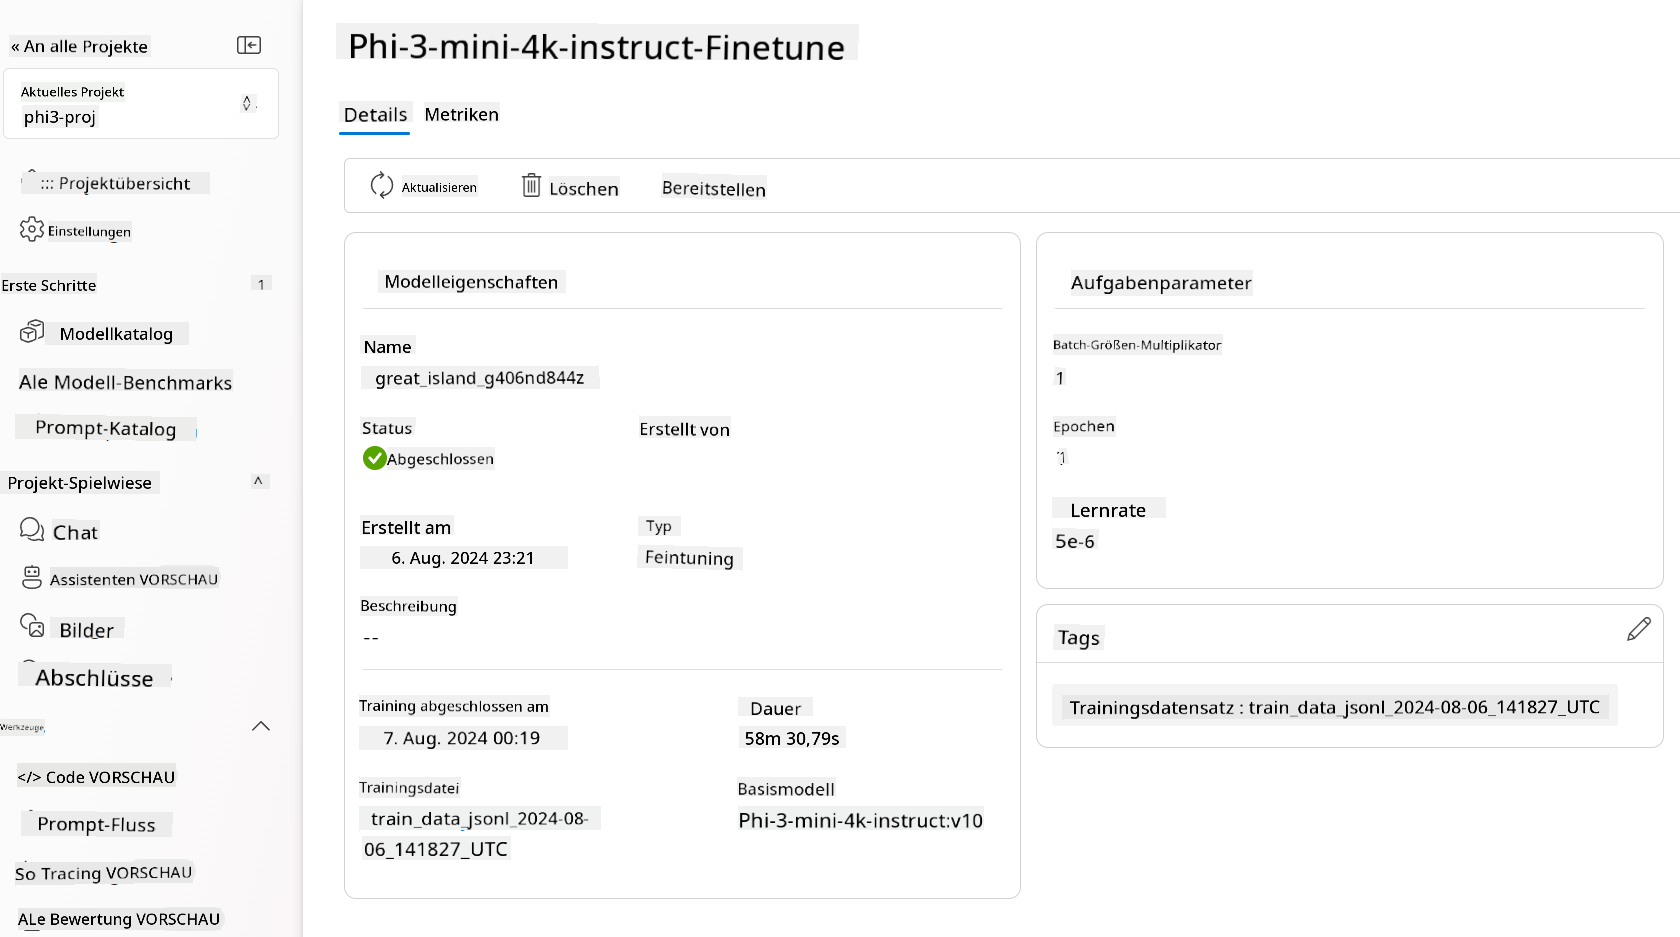 « An alle Projekte
Aktuelles Projekt
phi3-proj
::: Projektübersicht
Einstellungen
Erste Schritte
1
Modellkatalog
Ale Modell-Benchmarks
Prompt-Katalog
Projekt-Spielwiese
^
Chat
Assistenten VORSCHAU
Bilder
Abschlüsse
Werkzeuge
</> Code VORSCHAU
Prompt-Fluss
So Tracing VORSCHAU
ALe Bewertung VORSCHAU
Phi-3-mini-4k-instruct-Finetune
Details Metriken
Aktualisieren Löschen Bereitstellen
Modelleigenschaften
Name
great_island_g406nd844z
Status Erstellt von
Abgeschlossen
Erstellt am Typ
6. Aug. 2024 23:21 Feintuning
Beschreibung
--
Training abgeschlossen am Dauer
7. Aug. 2024 00:19 58m 30,79s
Trainingsdatei Basismodell
train_data_jsonl_2024-08- Phi-3-mini-4k-instruct:v10
06_141827_UTC
Aufgabenparameter
Batch-Größen-Multiplikator
1
Epochen
1
Lernrate
5e-6
Tags
Trainingsdatensatz : train_data_jsonl_2024-08-06_141827_UTC